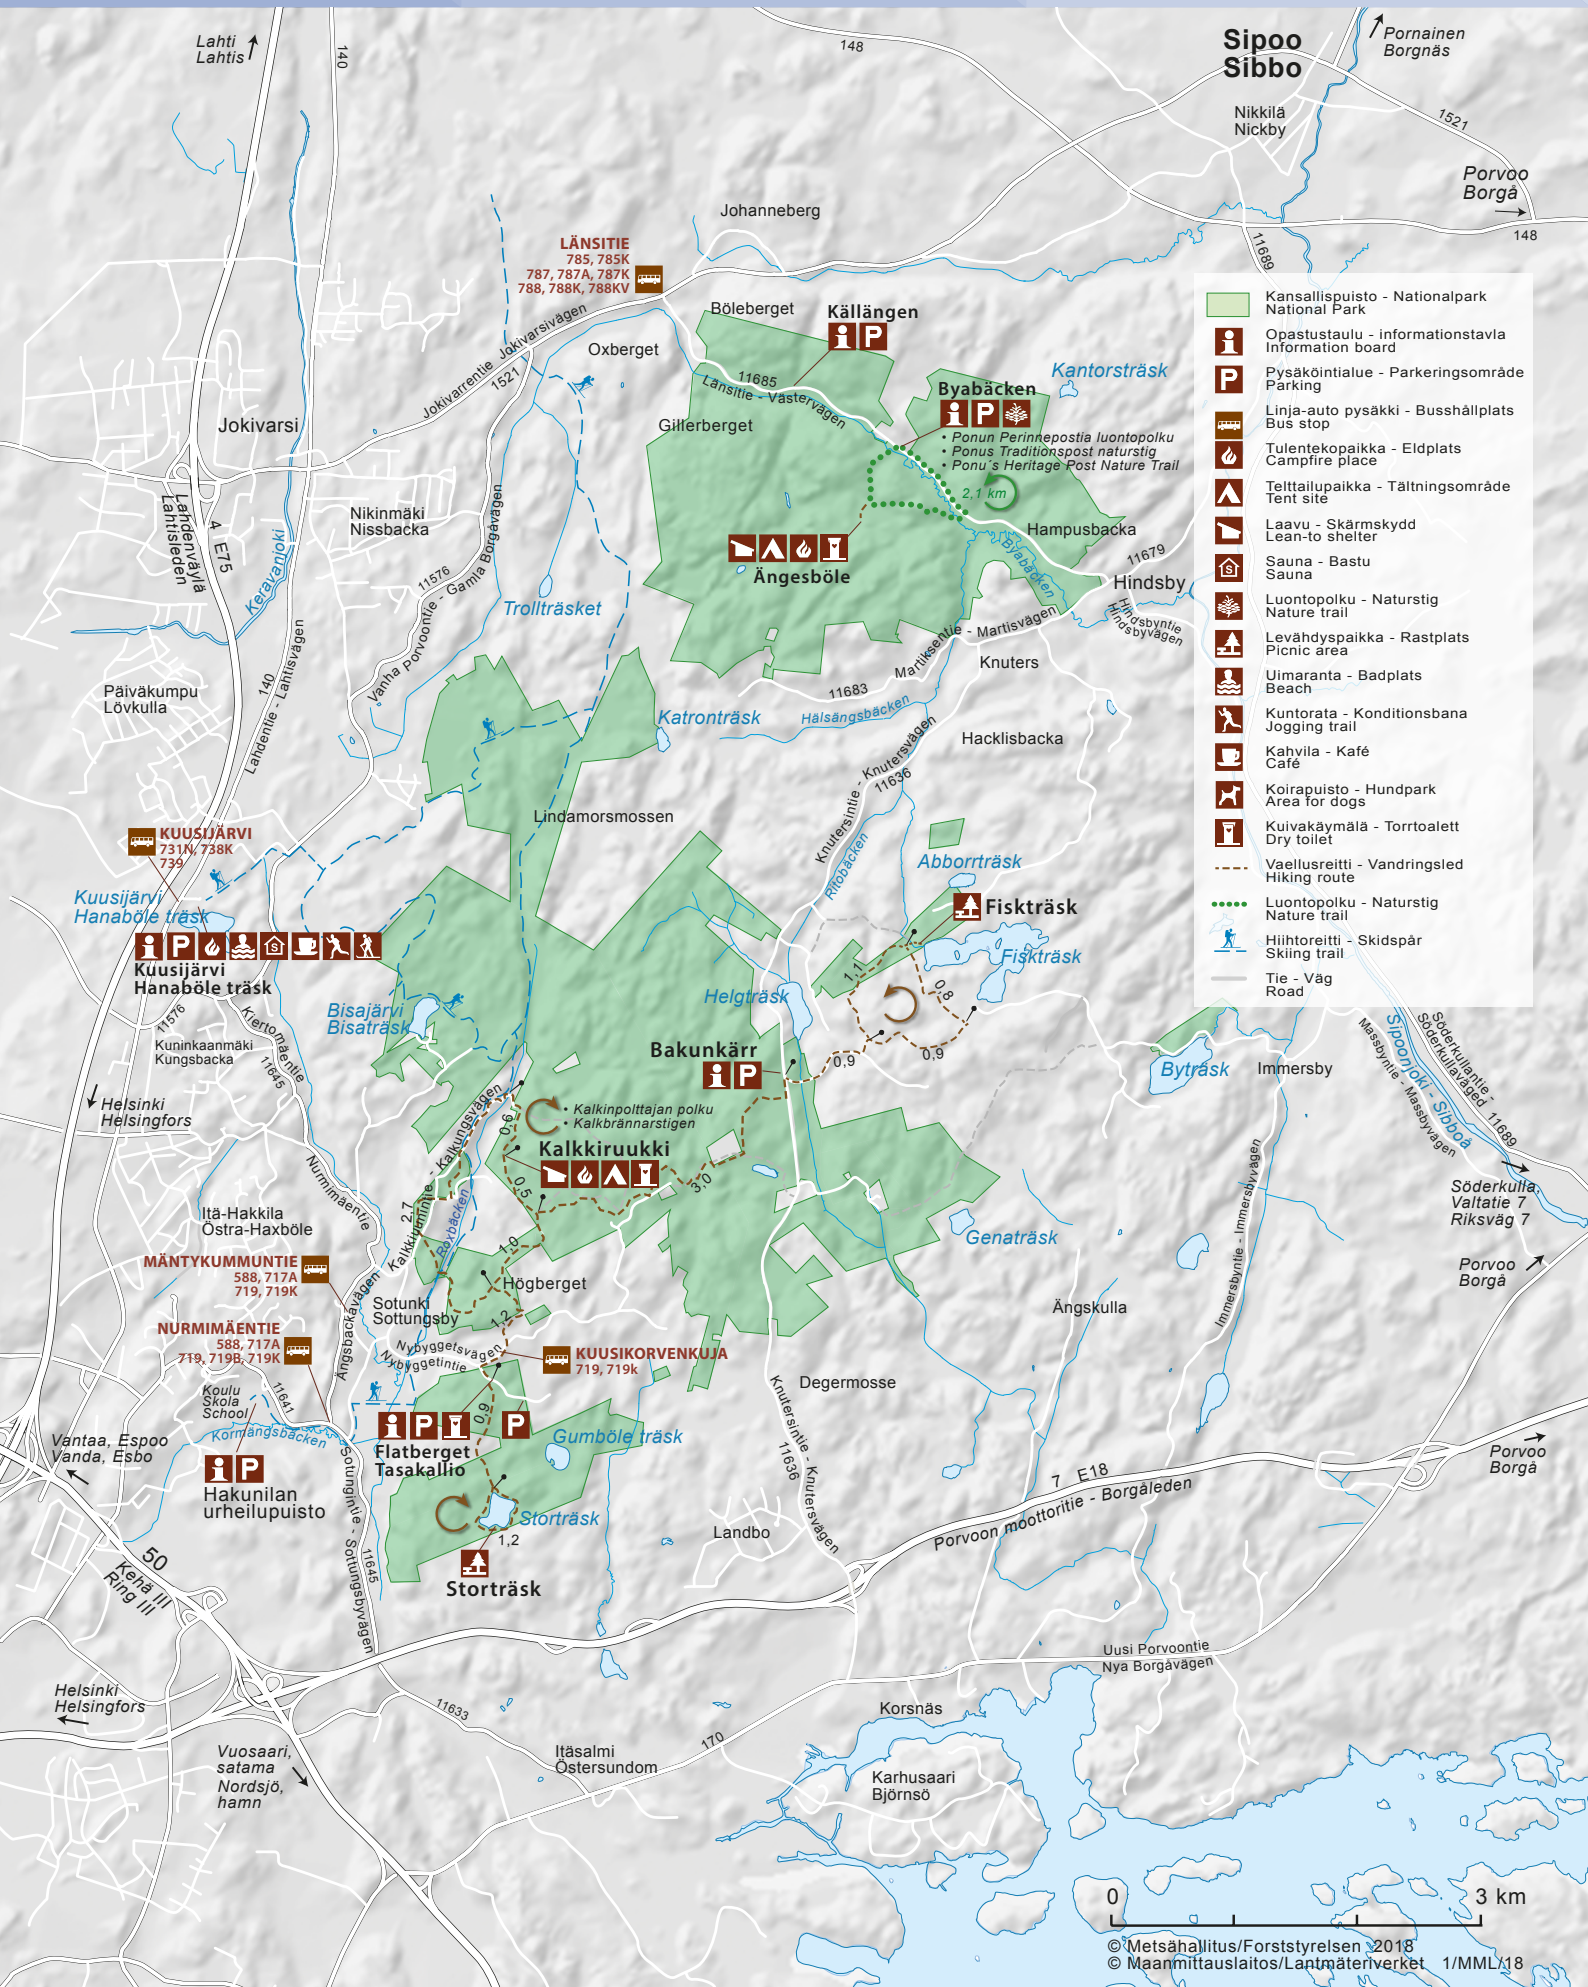 Lahti
Lahtis
140
148
Sipoo
Sibbo
Pornainen
Borgnäs
Nikkilä
Nickby
1521
Porvoo
Borgå
148
11689
Johanneberg
LÄNSITIE
785, 785K
787, 787A, 787K
788, 788K, 788KV
Böleberget
Källängen
Oxberget
Jokivarrentie Jokivarsivägen
1521
11685
Länsitie - Västervägen
Kantorsträsk
Byabäcken
• Ponun Perinnepostia luontopolku
• Ponus Traditionspost naturstig
• Ponu´s Heritage Post Nature Trail
2,1 km
Jokivarsi
Gillerberget
Nikinmäki
Nissbacka
Lahdenväylä
Lahtisleden
4 E75
Keravanjoki
11576
Vanha Porvoontie - Gamla Borgåvägen
Trollträsket
Ängesböle
Hampusbacka
Byabäcken
11679
Hindsby
Hindsbyntie
Hindsbyvägen
Martiksentie - Martisvägen
Knuters
11683
Hälsängsbäcken
140
Lahdentie - Lahtisvägen
Päiväkumpu
Lövkulla
Katronträsk
Hacklisbacka
Knutersintie - Knutersvägen
11636
Ritobäcken
Lindamorsmossen
KUUSIJÄRVI
731N, 738K
739
Kuusijärvi
Hanaböle träsk
Kuusijärvi
Hanaböle träsk
Abborrträsk
Fiskträsk
Fiskträsk
1,1
0,8
0,9
0,9
Helgträsk
Bisajärvi
Bisaträsk
11576
Kuninkaanmäki
Kungsbacka
Kiertomäentie
11645
Bakunkärr
Byträsk
Immersby
Helsinki
Helsingfors
• Kalkinpolttajan polku
• Kalkbrännarstigen
0,6
Kalkkiruukki
0,5
3,0
Kalkkiruunintie - Kalkungsvägen
2,7
Roxbäcken
1,0
Nurmimäentie
Itä-Hakkila
Östra-Haxböle
Genaträsk
MÄNTYKUMMUNTIE
588, 717A
719, 719K
Högberget
Sotunki
Sottungsby
1,2
Ängskulla
Immersbyntie - Immersbyvägen
Massbyntie - Massbyvägen
Sipoonjoki - Sibboå
Söderkullantie -
Söderkullaväged
11689
Söderkulla,
Valtatie 7
Riksväg 7
Porvoo
Borgå
NURMIMÄENTIE
588, 717A
719, 719B, 719K
Ängsbackavägen
Nybyggetsvägen
Nybyggetintie
KUUSIKORVENKUJA
719, 719k
Degermosse
Koulu
Skola
School
11641
Kormängsbäcken
0,9
Flatberget
Tasakallio
Gumböle träsk
Hakunilan
urheilupuisto
Vantaa, Espoo
Vanda, Esbo
Storträsk
1,2
Storträsk
Landbo
Knutersintie - Knutersvägen
11636
7 E18
Porvoon moottoritie - Borgåleden
Porvoo
Borgå
50
Kehä III
Ring III
Sotungintie - Sottungsbyvägen
11645
Uusi Porvoontie
Nya Borgåvägen
Helsinki
Helsingfors
11633
170
Korsnäs
Vuosaari,
satama
Nordsjö,
hamn
Itäsalmi
Östersundom
Karhusaari
Björnsö
Kansallispuisto - Nationalpark
National Park
Opastustaulu - informationstavla
Information board
Pysäköintialue - Parkeringsområde
Parking
Linja-auto pysäkki - Busshållplats
Bus stop
Tulentekopaikka - Eldplats
Campfire place
Telttailupaikka - Tältningsområde
Tent site
Laavu - Skärmskydd
Lean-to shelter
Sauna - Bastu
Sauna
Luontopolku - Naturstig
Nature trail
Levähdyspaikka - Rastplats
Picnic area
Uimaranta - Badplats
Beach
Kuntorata - Konditionsbana
Jogging trail
Kahvila - Kafé
Café
Koirapuisto - Hundpark
Area for dogs
Kuivakäymälä - Torrtoalett
Dry toilet
Vaellusreitti - Vandringsled
Hiking route
Luontopolku - Naturstig
Nature trail
Hiihtoreitti - Skidspår
Skiing trail
Tie - Väg
Road
0 3 km
© Metsähallitus/Forststyrelsen 2018
© Maanmittauslaitos/Lantmäteriverket 1/MML/18